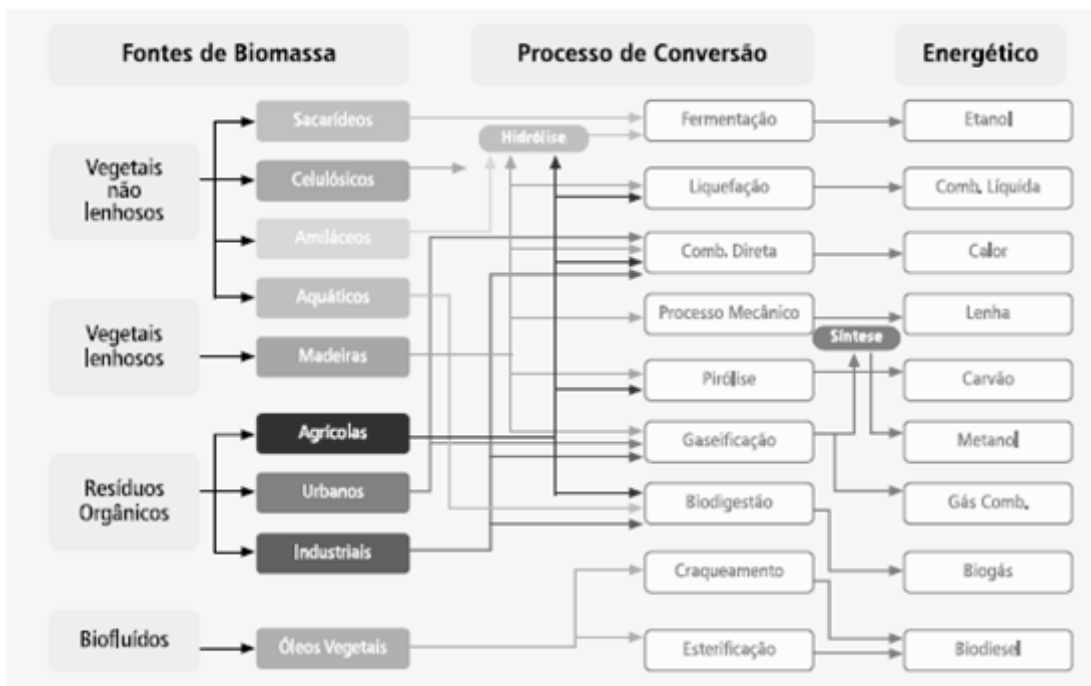 Fontes de Biomassa
Processo de Conversão
Energético
Vegetais
não
lenhosos
Sacarídeos
Celulósicos
Amiláceos
Aquáticos
Vegetais
lenhosos
Madeiras
Resíduos
Orgânicos
Agrícolas
Urbanos
Industriais
Biofluídos
Óleos Vegetais
Hidrólise
Fermentação
Liquefação
Comb. Direta
Processo Mecânico
Pirólise
Gaseificação
Biodigestão
Craqueamento
Esterificação
Síntese
Etanol
Comb. Líquida
Calor
Lenha
Carvão
Metanol
Gás Comb.
Biogás
Biodiesel